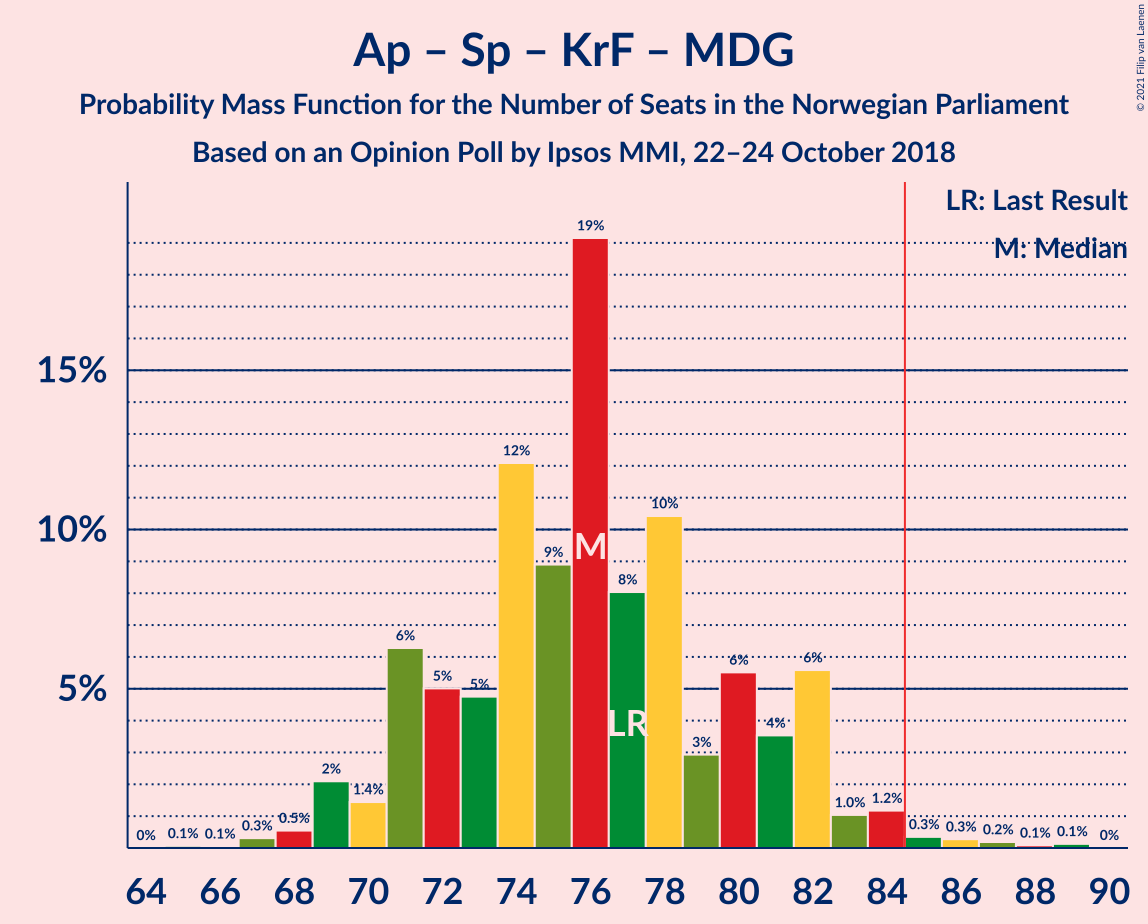 Ap – Sp – KrF – MDG
Probability Mass Function for the Number of Seats in the Norwegian Parliament
Based on an Opinion Poll by Ipsos MMI, 22–24 October 2018
© 2021 Filip van Laenen
LR: Last Result
M: Median
15%
10%
5%
0% 0.1% 0.1% 0.3% 0.5% 2% 1.4% 6% 5% 5% 12% 9% 19% 8% 10% 3% 6% 4% 6% 1.0% 1.2% 0.3% 0.3% 0.2% 0.1% 0.1% 0%
M
LR
64 66 68 70 72 74 76 78 80 82 84 86 88 90